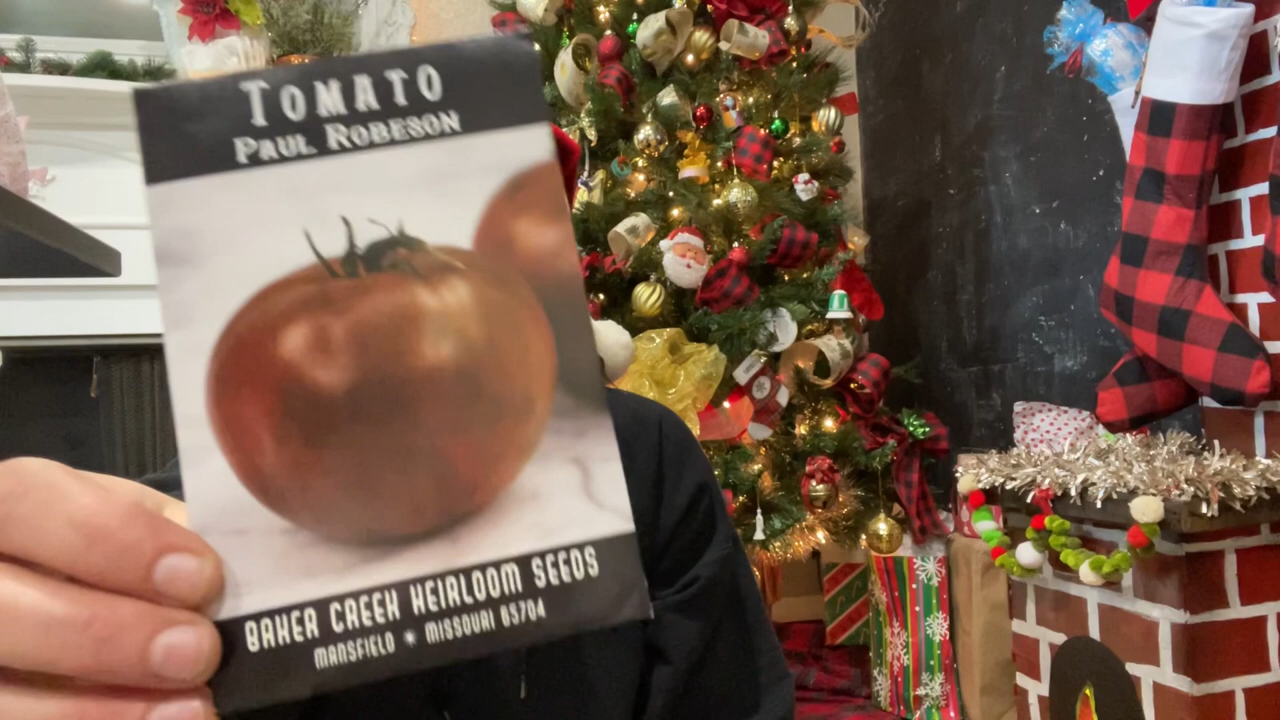 TOMATO
PAUL ROBESON
BAKER CREEK HEIRLOOM SEEDS
MANSFIELD * MISSOURI 65704